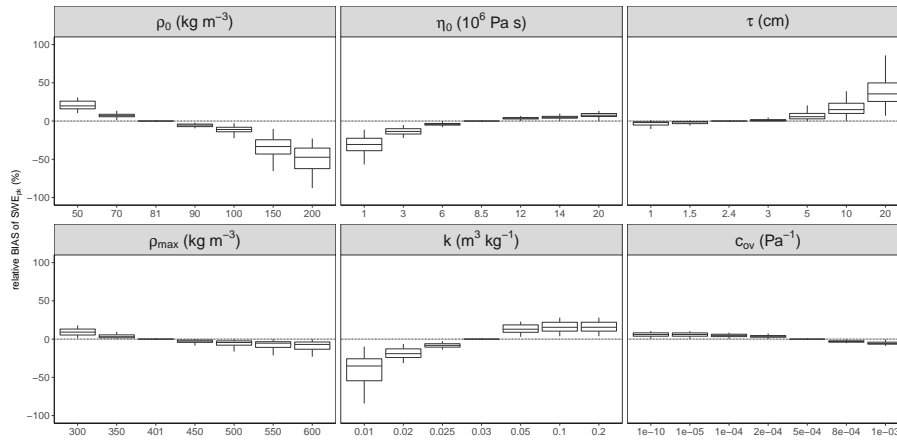 ρ₀ (kg m⁻³)
η₀ (10⁶ Pa s)
τ (cm)
100
50
0
−50
−100
50 70 81 90 100 150 200
1 3 6 8.5 12 14 20
1 1.5 2.4 3 5 10 20
relative BIAS of SWEpk (%)
ρmax (kg m⁻³)
k (m³ kg⁻¹)
cov (Pa⁻¹)
100
50
0
−50
−100
300 350 401 450 500 550 600
0.01 0.02 0.025 0.03 0.05 0.1 0.2
1e−10 1e−05 1e−04 2e−04 5e−04 8e−04 1e−03